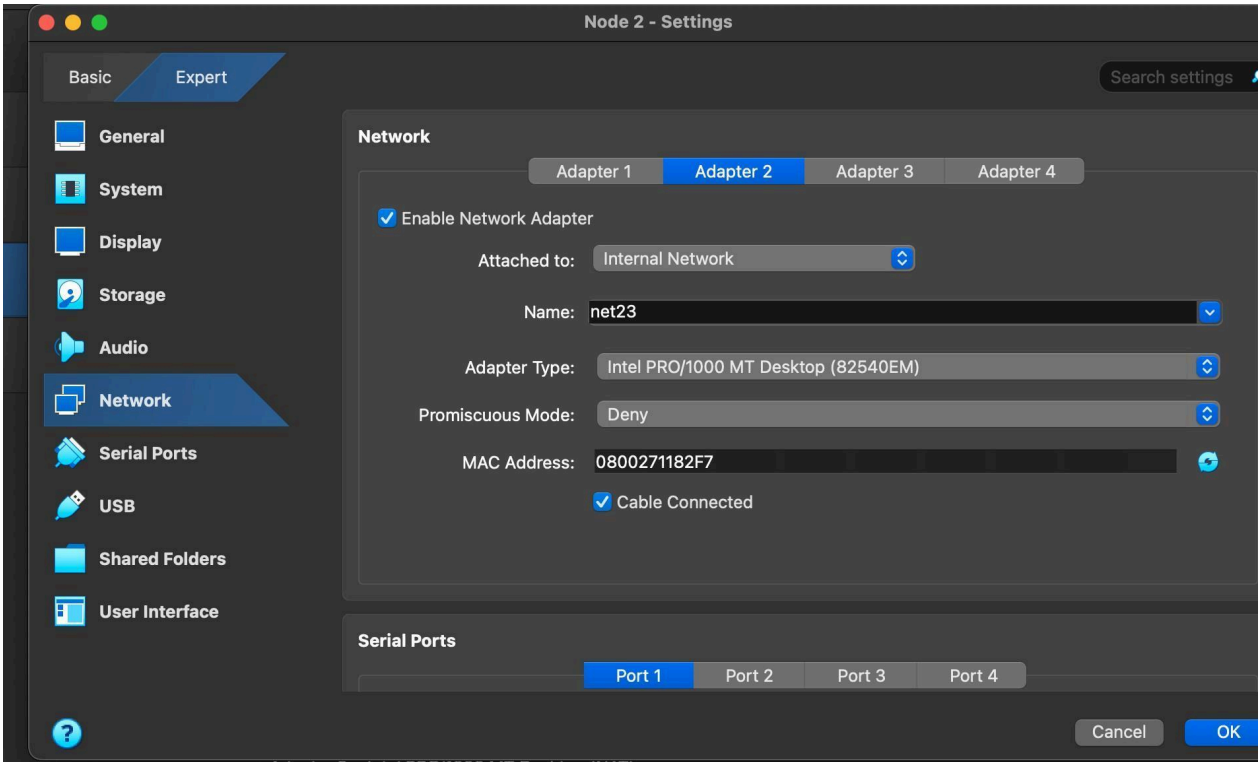 Node 2 - Settings
Basic Expert
Search settings
General
System
Display
Storage
Audio
Network
Serial Ports
USB
Shared Folders
User Interface
Network
Adapter 1 Adapter 2 Adapter 3 Adapter 4
Enable Network Adapter
Attached to: Internal Network
Name: net23
Adapter Type: Intel PRO/1000 MT Desktop (82540EM)
Promiscuous Mode: Deny
MAC Address: 0800271182F7
Cable Connected
Serial Ports
Port 1 Port 2 Port 3 Port 4
? Cancel OK